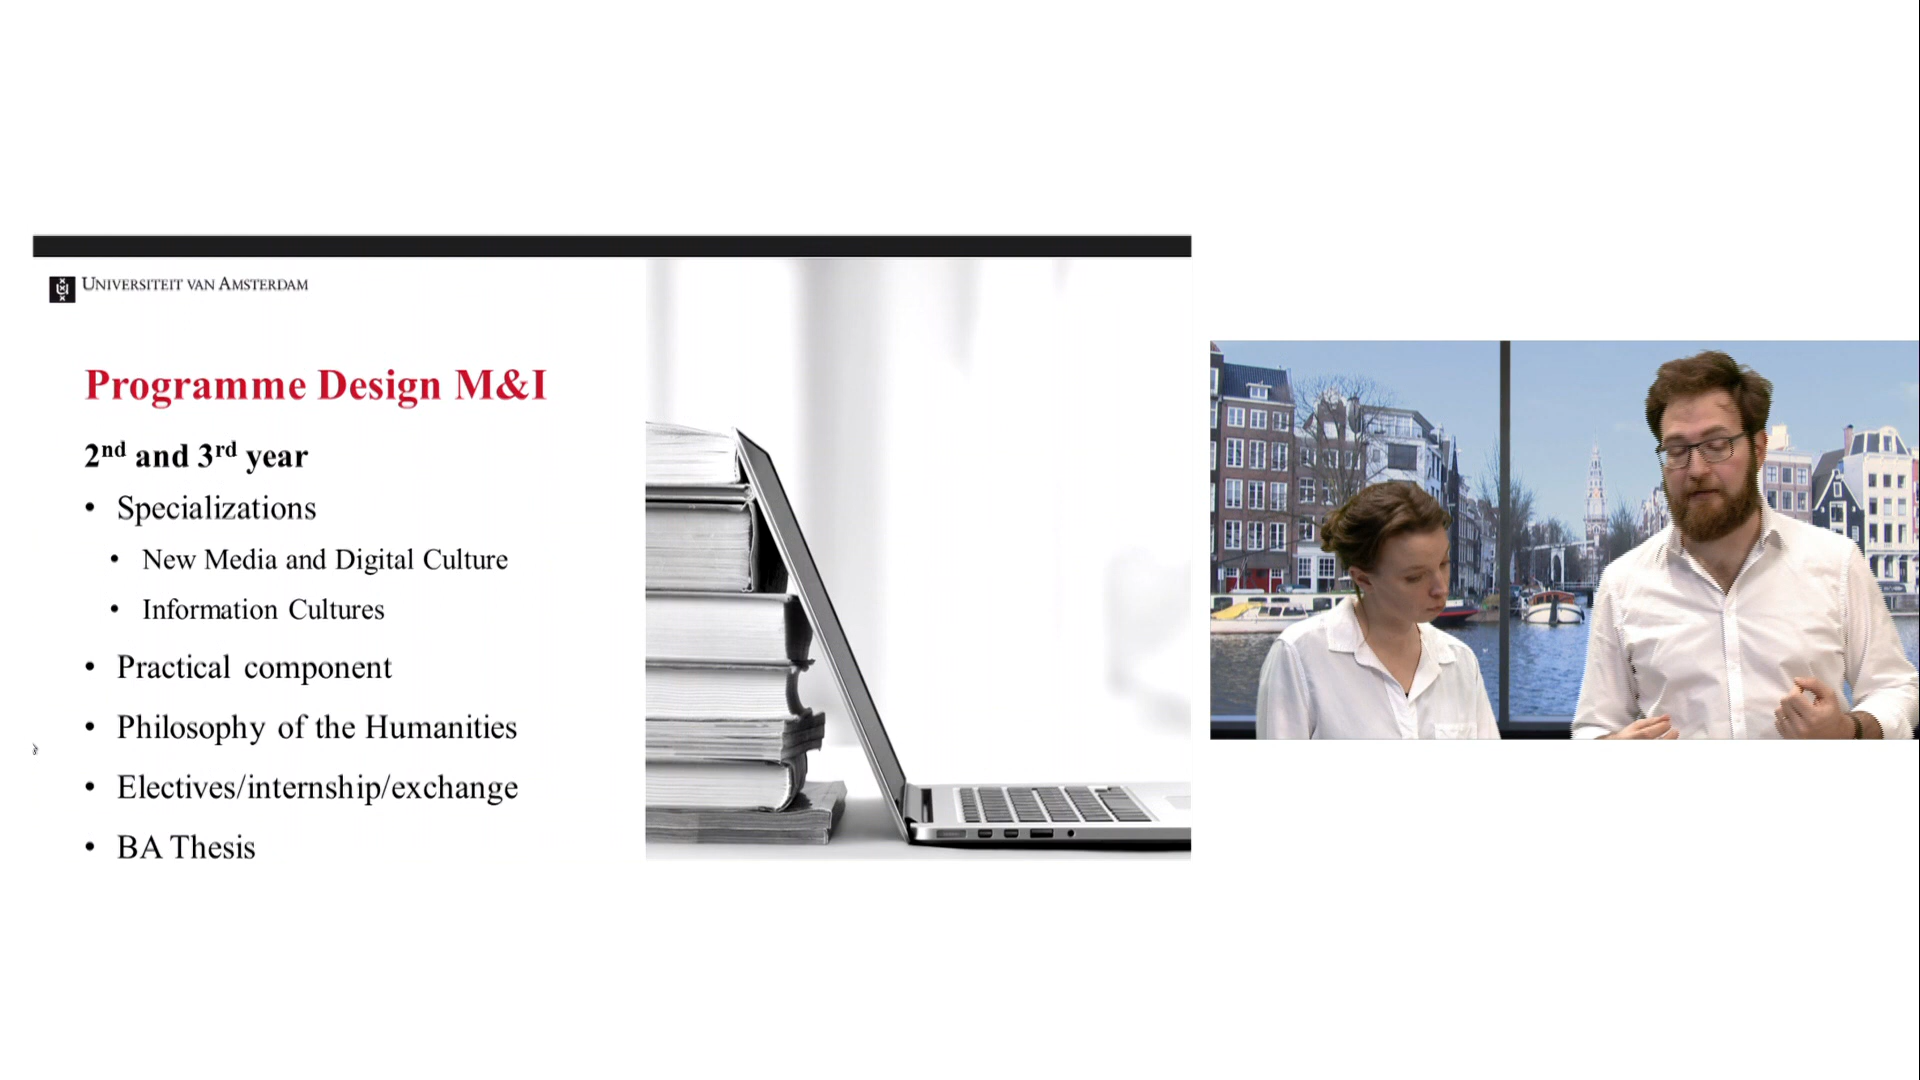 UNIVERSITEIT VAN AMSTERDAM
Programme Design M&I
2nd and 3rd year
• Specializations
• New Media and Digital Culture
• Information Cultures
• Practical component
• Philosophy of the Humanities
• Electives/internship/exchange
• BA Thesis